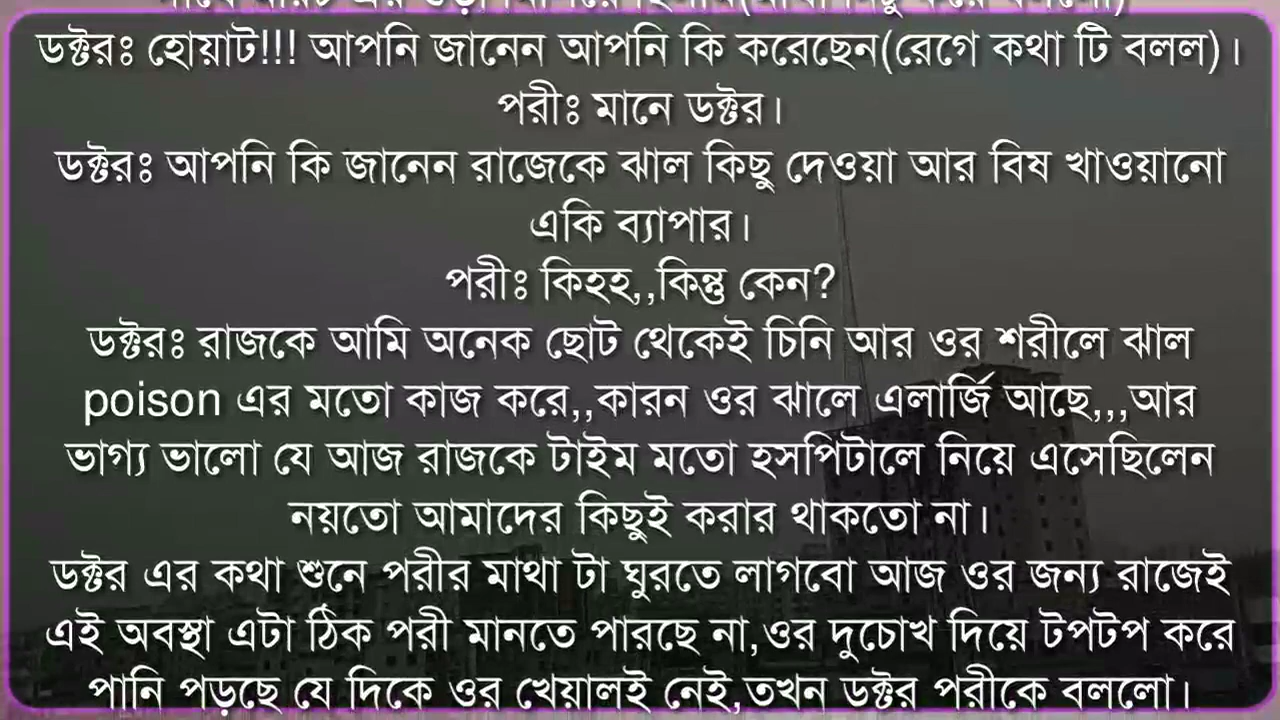 ডক্টরঃ হোয়াট!!! আপনি জানেন আপনি কি করেছেন(রেগে কথা টি বলল)।
পরীঃ মানে ডক্টর।
ডক্টরঃ আপনি কি জানেন রাজেকে ঝাল কিছু দেওয়া আর বিষ খাওয়ানো
একি ব্যাপার।
পরীঃ কিহহ,,কিন্তু কেন?
ডক্টরঃ রাজকে আমি অনেক ছোট থেকেই চিনি আর ওর শরীলে ঝাল
poison এর মতো কাজ করে,,কারন ওর ঝালে এলার্জি আছে,,,আর
ভাগ্য ভালো যে আজ রাজকে টাইম মতো হসপিটালে নিয়ে এসেছিলেন
নয়তো আমাদের কিছুই করার থাকতো না।
ডক্টর এর কথা শুনে পরীর মাথা টা ঘুরতে লাগবো আজ ওর জন্য রাজেই
এই অবস্থা এটা ঠিক পরী মানতে পারছে না,ওর দুচোখ দিয়ে টপটপ করে
পানি পড়ছে যে দিকে ওর খেয়ালই নেই,তখন ডক্টর পরীকে বললো।